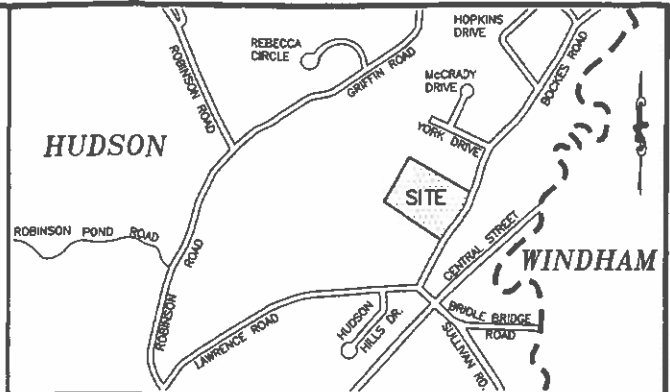 HOPKINS
DRIVE
REBECCA
CIRCLE
ROBINSON ROAD
GRIFFIN ROAD
McCRADY
DRIVE
BOCKES ROAD
YORK DRIVE
HUDSON
SITE
ROBINSON POND ROAD
CENTRAL STREET
WINDHAM
ROBINSON ROAD
LAWRENCE ROAD
HUDSON
HILLS DR.
BRIDLE BRIDGE
ROAD
SULLIVAN RD.